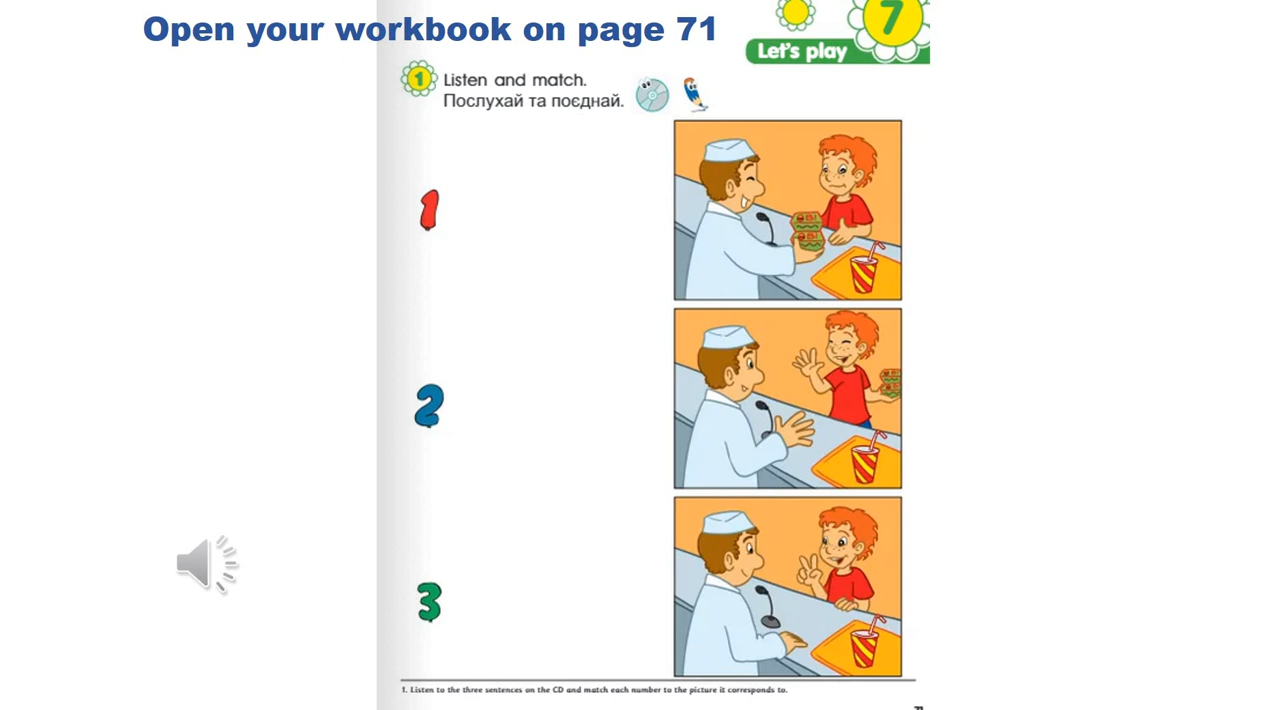 Open your workbook on page 71
7
Let's play
1 Listen and match.
Послухай та поєднай.
1
2
3
1. Listen to the three sentences on the CD and match each number to the picture it corresponds to.
71